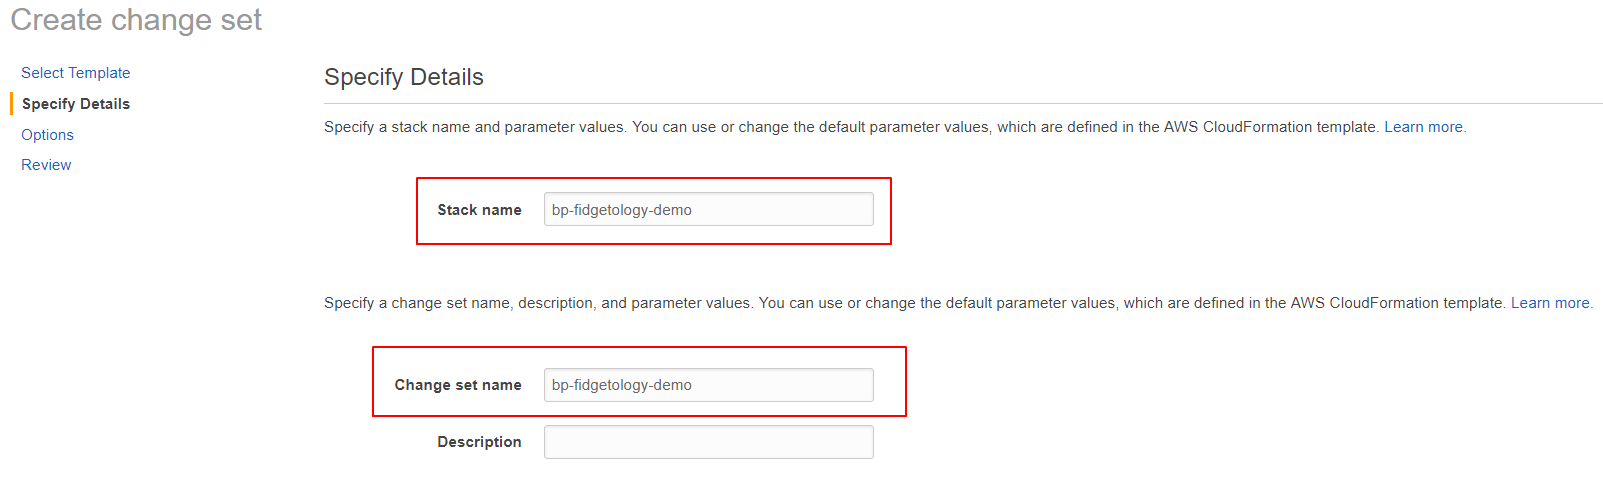 Create change set
Select Template
Specify Details
Options
Review
Specify Details
Specify a stack name and parameter values. You can use or change the default parameter values, which are defined in the AWS CloudFormation template. Learn more.
Stack name bp-fidgetology-demo
Specify a change set name, description, and parameter values. You can use or change the default parameter values, which are defined in the AWS CloudFormation template. Learn more.
Change set name bp-fidgetology-demo
Description